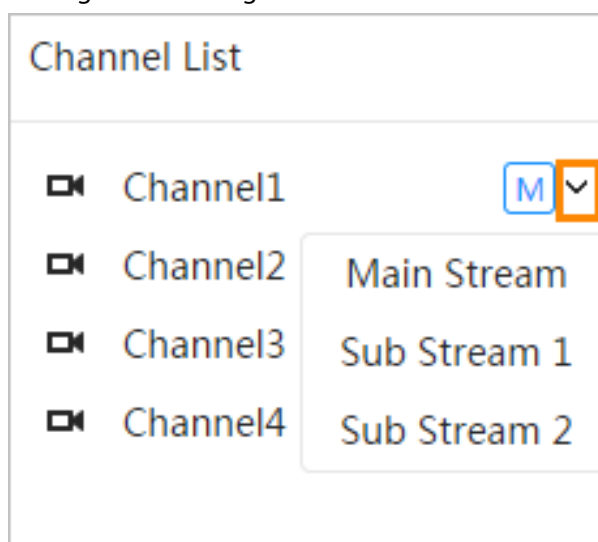 Channel List
Channel1 M
Channel2 Main Stream
Channel3 Sub Stream 1
Channel4 Sub Stream 2